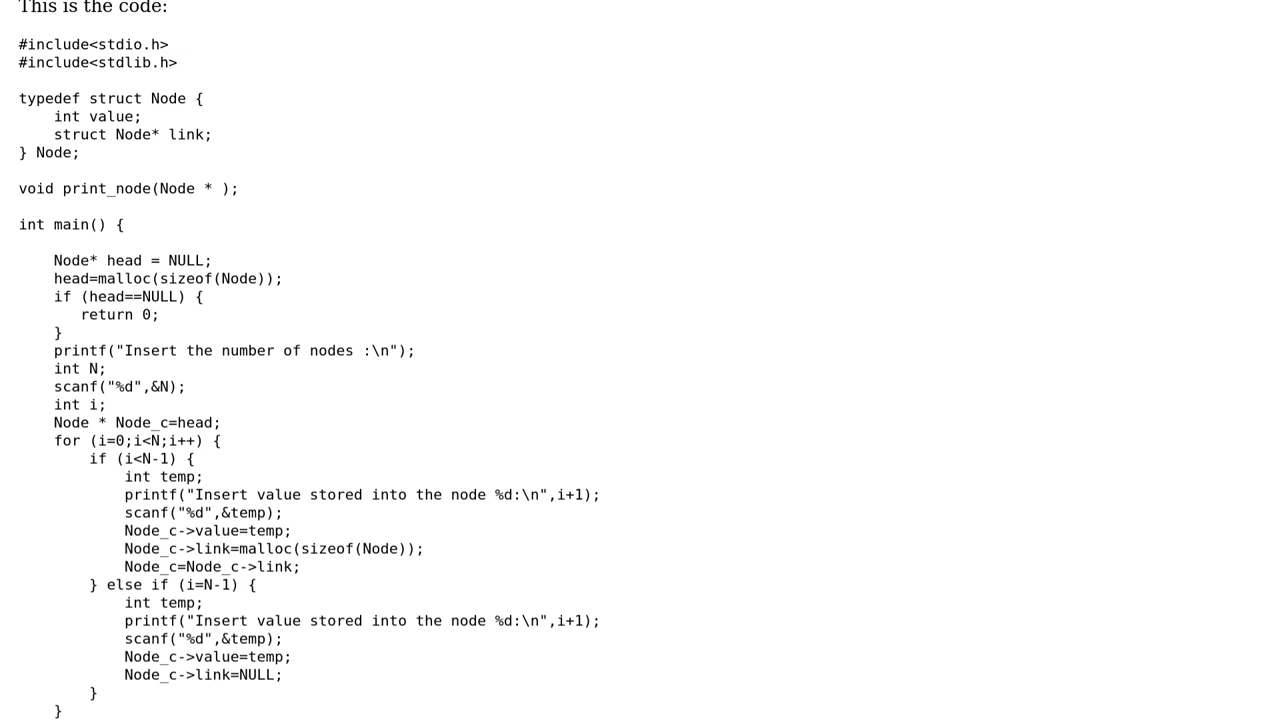 This is the code:
#include<stdio.h>
#include<stdlib.h>
typedef struct Node {
    int value;
    struct Node* link;
} Node;
void print_node(Node * );
int main() {
    Node* head = NULL;
    head=malloc(sizeof(Node));
    if (head==NULL) {
       return 0;
    }
    printf("Insert the number of nodes :\n");
    int N;
    scanf("%d",&N);
    int i;
    Node * Node_c=head;
    for (i=0;i<N;i++) {
        if (i<N-1) {
            int temp;
            printf("Insert value stored into the node %d:\n",i+1);
            scanf("%d",&temp);
            Node_c->value=temp;
            Node_c->link=malloc(sizeof(Node));
            Node_c=Node_c->link;
        } else if (i=N-1) {
            int temp;
            printf("Insert value stored into the node %d:\n",i+1);
            scanf("%d",&temp);
            Node_c->value=temp;
            Node_c->link=NULL;
        }
    }